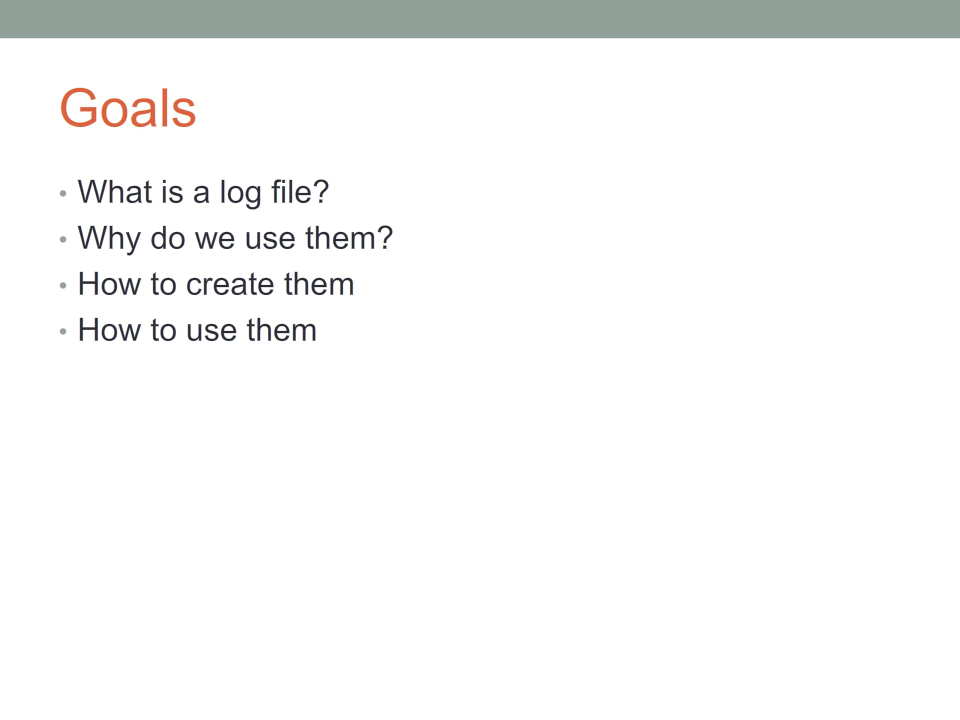 Goals
• What is a log file?
• Why do we use them?
• How to create them
• How to use them